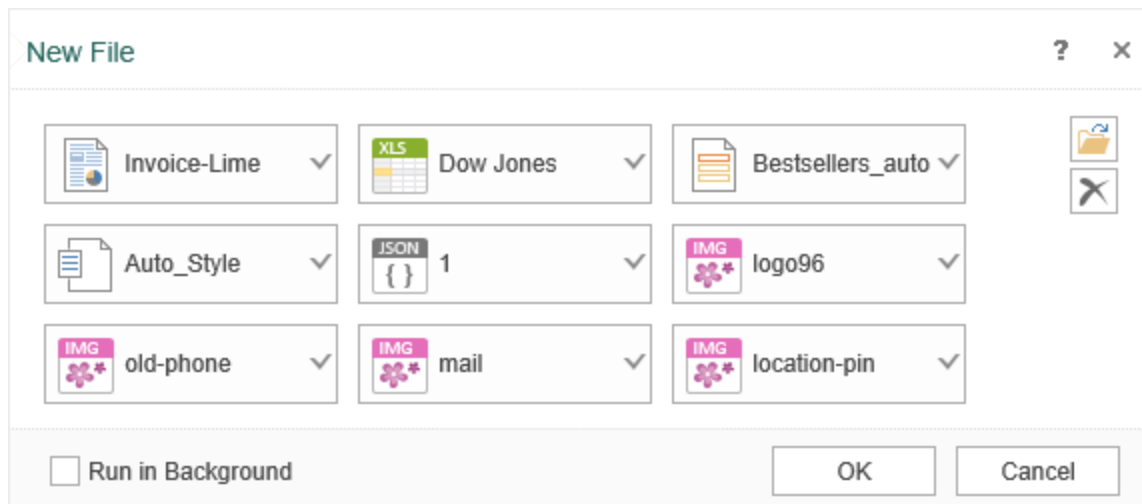 New File ? ×
Invoice-Lime XLS Dow Jones Bestsellers_auto
Auto_Style JSON { } 1 IMG logo96
IMG old-phone IMG mail IMG location-pin
Run in Background OK Cancel